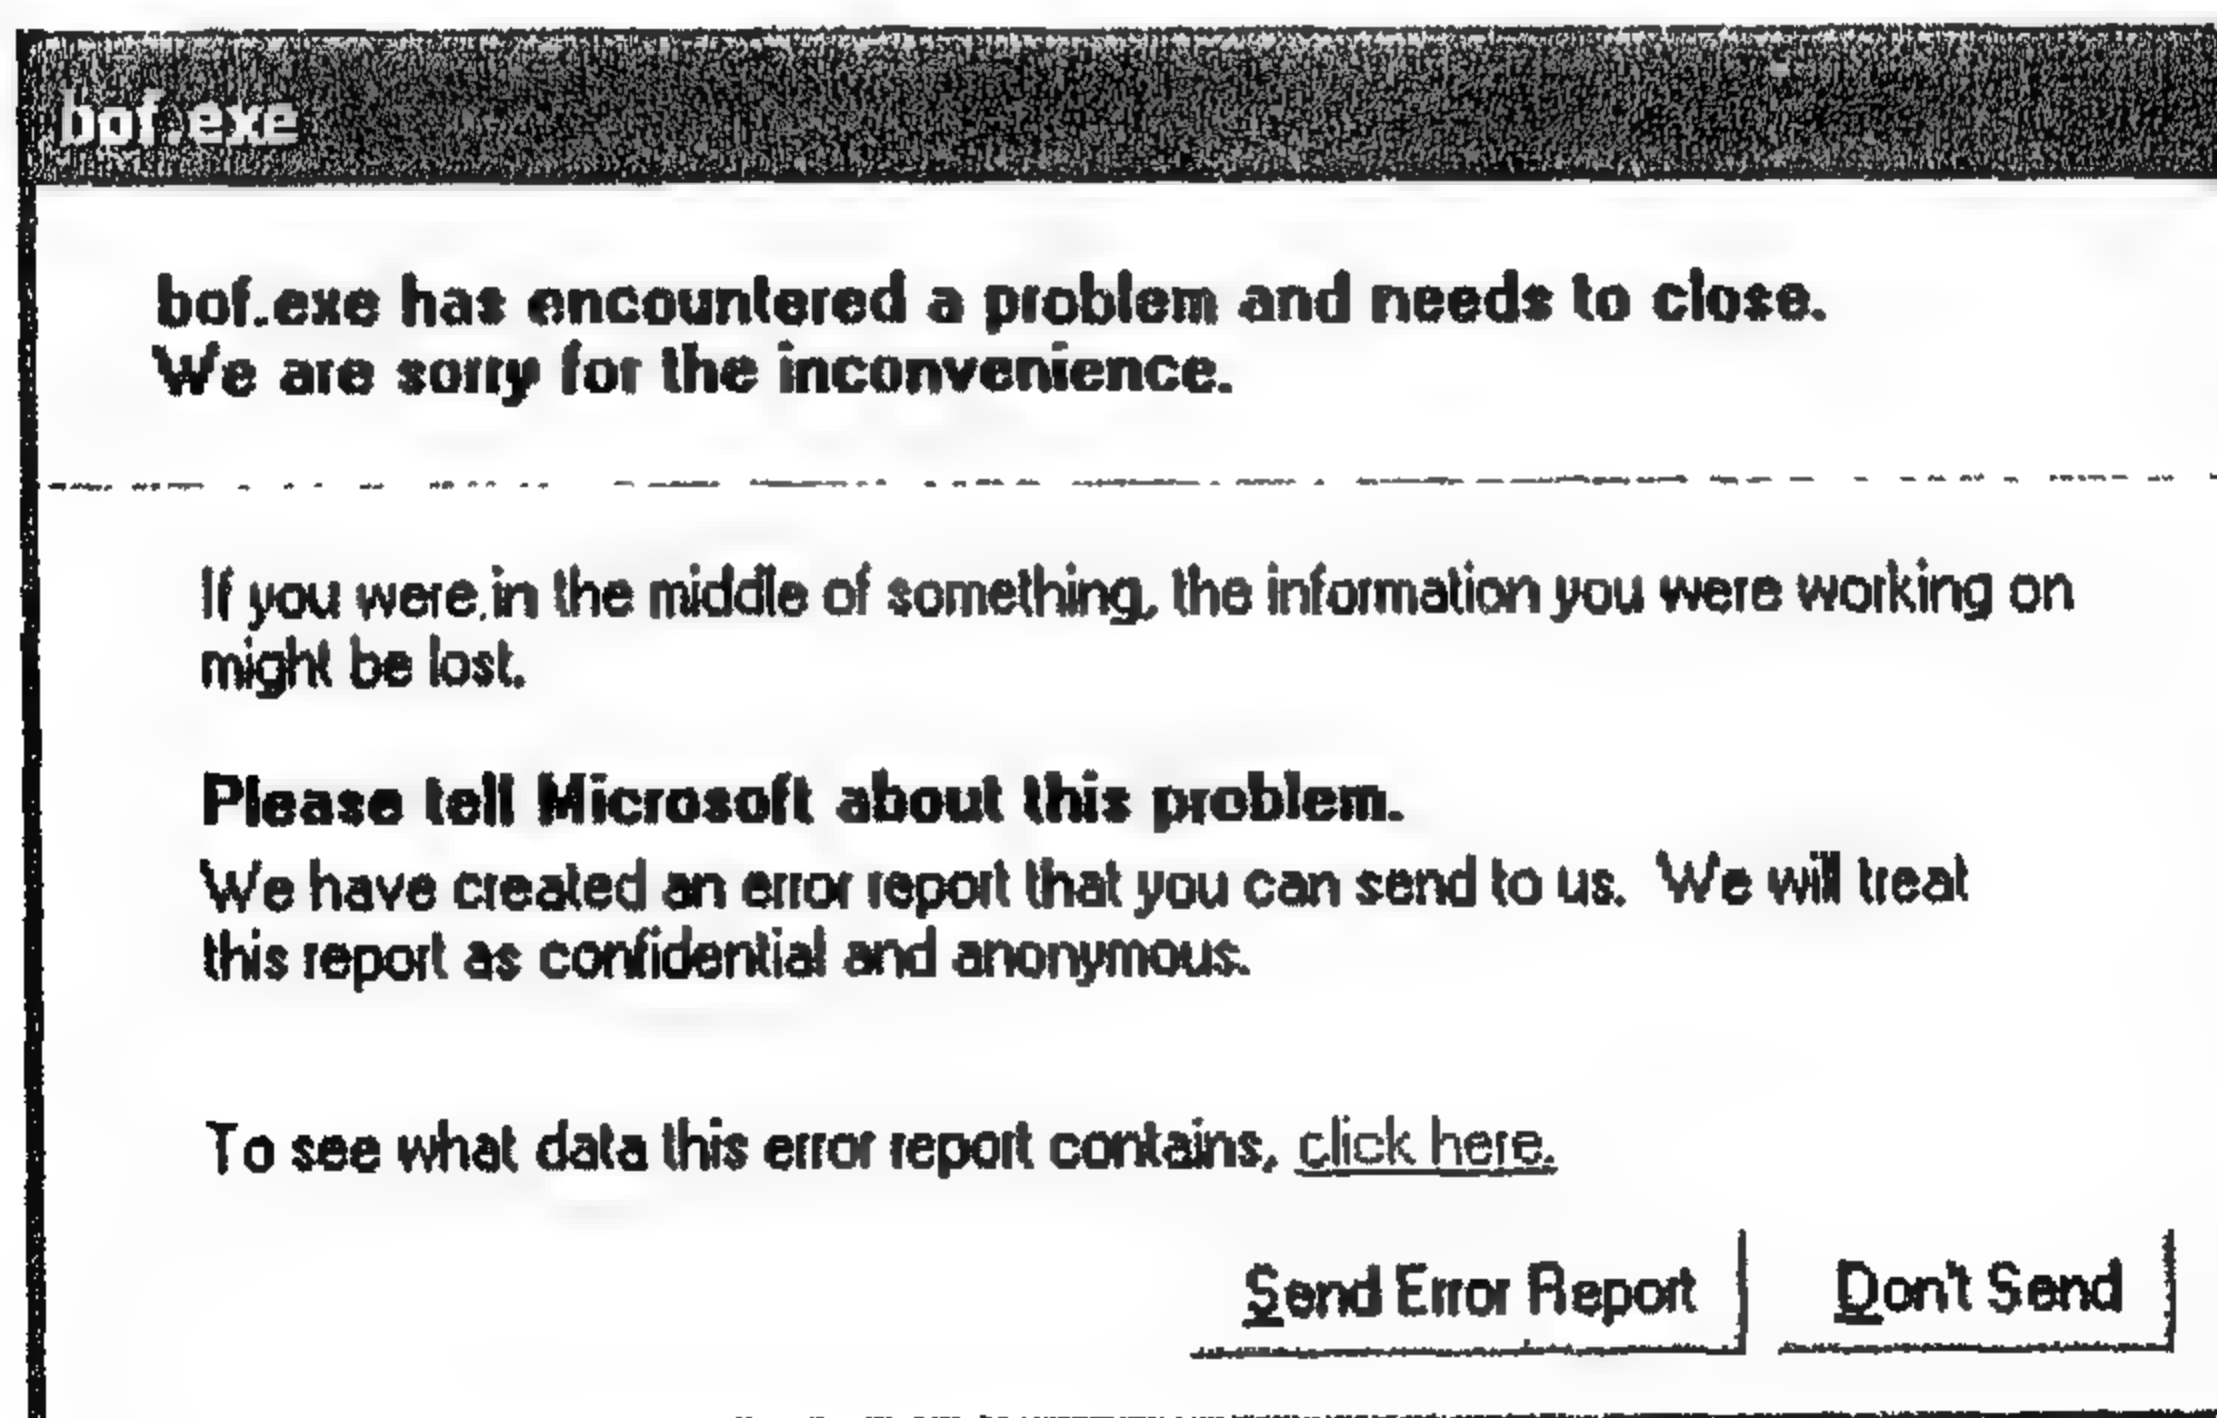 bof.exe
bof.exe has encountered a problem and needs to close.
We are sorry for the inconvenience.
If you were in the middle of something, the information you were working on
might be lost.
Please tell Microsoft about this problem.
We have created an error report that you can send to us. We will treat
this report as confidential and anonymous.
To see what data this error report contains, click here.
Send Error Report Don't Send